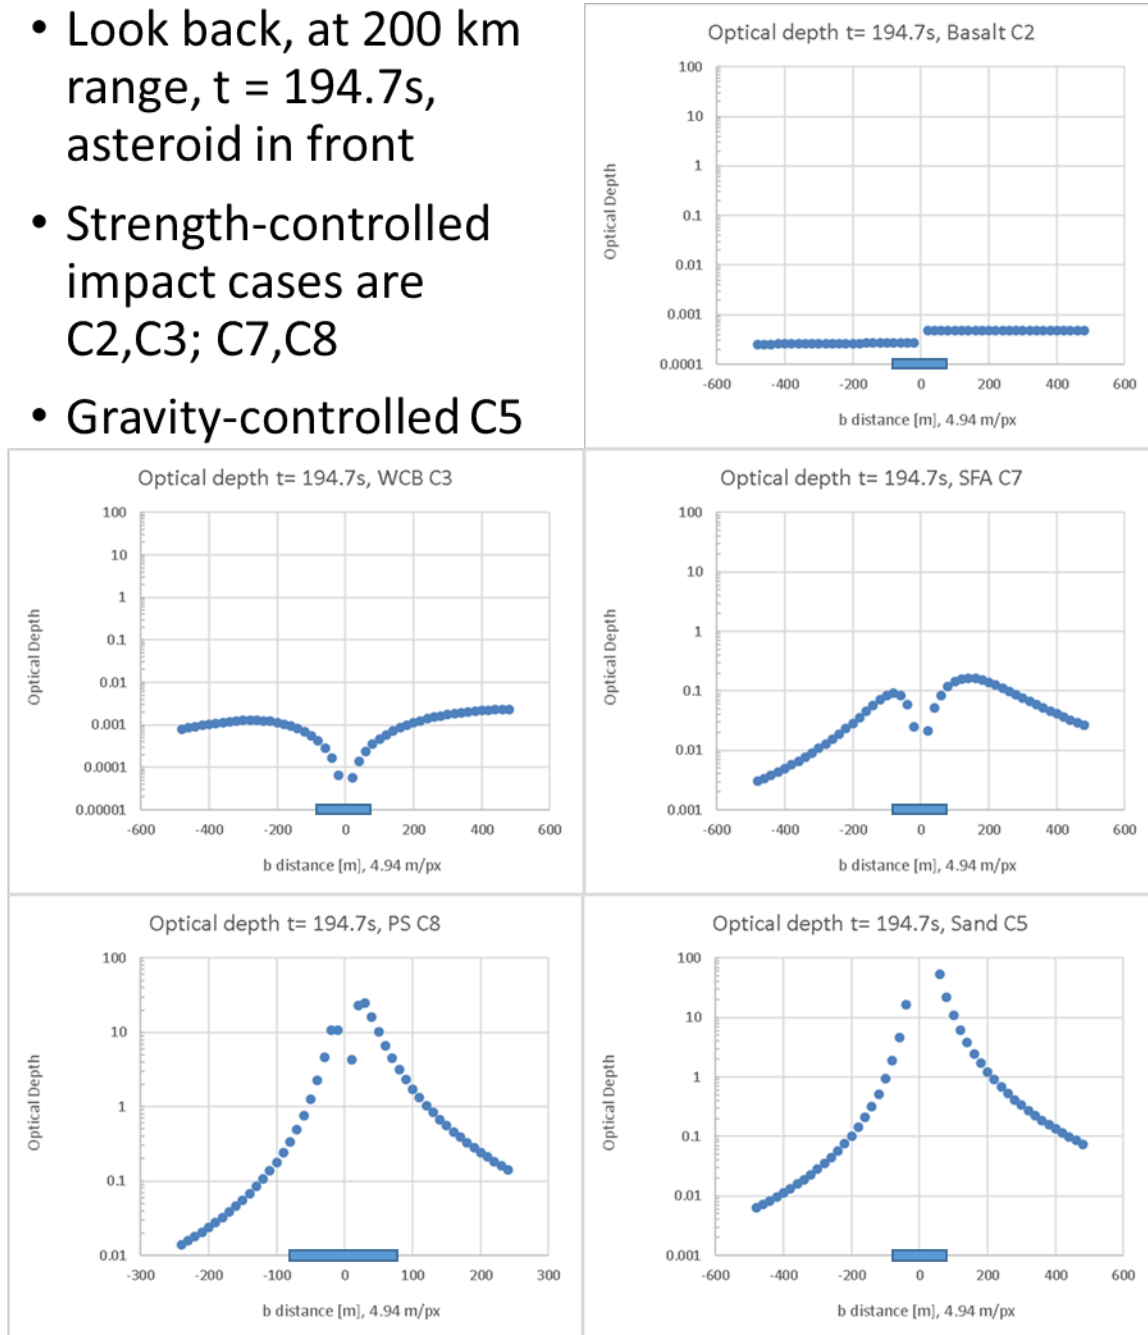 • Look back, at 200 km
range, t = 194.7s,
asteroid in front
• Strength-controlled
impact cases are
C2,C3; C7,C8
• Gravity-controlled C5
Optical depth t= 194.7s, Basalt C2
Optical Depth
100
10
1
0.1
0.01
0.001
0.0001
-600 -400 -200 0 200 400 600
b distance [m], 4.94 m/px
Optical depth t= 194.7s, WCB C3
Optical Depth
100
10
1
0.1
0.01
0.001
0.0001
0.00001
-600 -400 -200 0 200 400 600
b distance [m], 4.94 m/px
Optical depth t= 194.7s, SFA C7
Optical Depth
100
10
1
0.1
0.01
0.001
-600 -400 -200 0 200 400 600
b distance [m], 4.94 m/px
Optical depth t= 194.7s, PS C8
Optical Depth
100
10
1
0.1
0.01
-300 -200 -100 0 100 200 300
b distance [m], 4.94 m/px
Optical depth t= 194.7s, Sand C5
Optical Depth
100
10
1
0.1
0.01
0.001
-600 -400 -200 0 200 400 600
b distance [m], 4.94 m/px